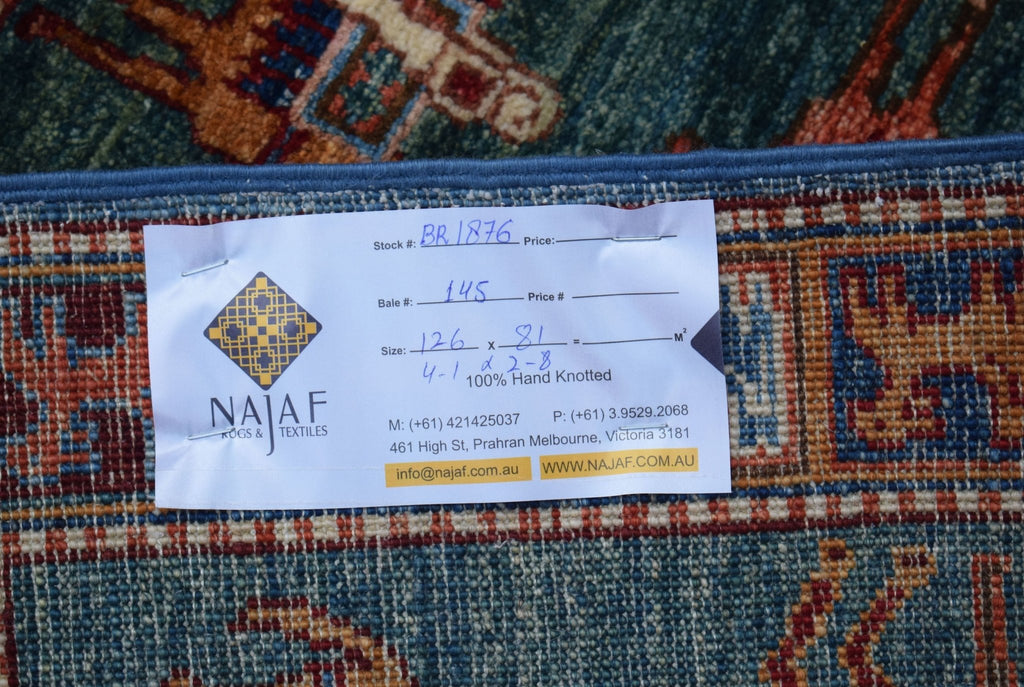 Stock #: BR1876 Price:
Bale #: 145 Price #
Size: 126 x 81 = M²
4-1 x 2-8
100% Hand Knotted
NAJAF
RUGS & TEXTILES
M: (+61) 421425037 P: (+61) 3.9529.2068
461 High St, Prahran Melbourne, Victoria 3181
info@najaf.com.au WWW.NAJAF.COM.AU